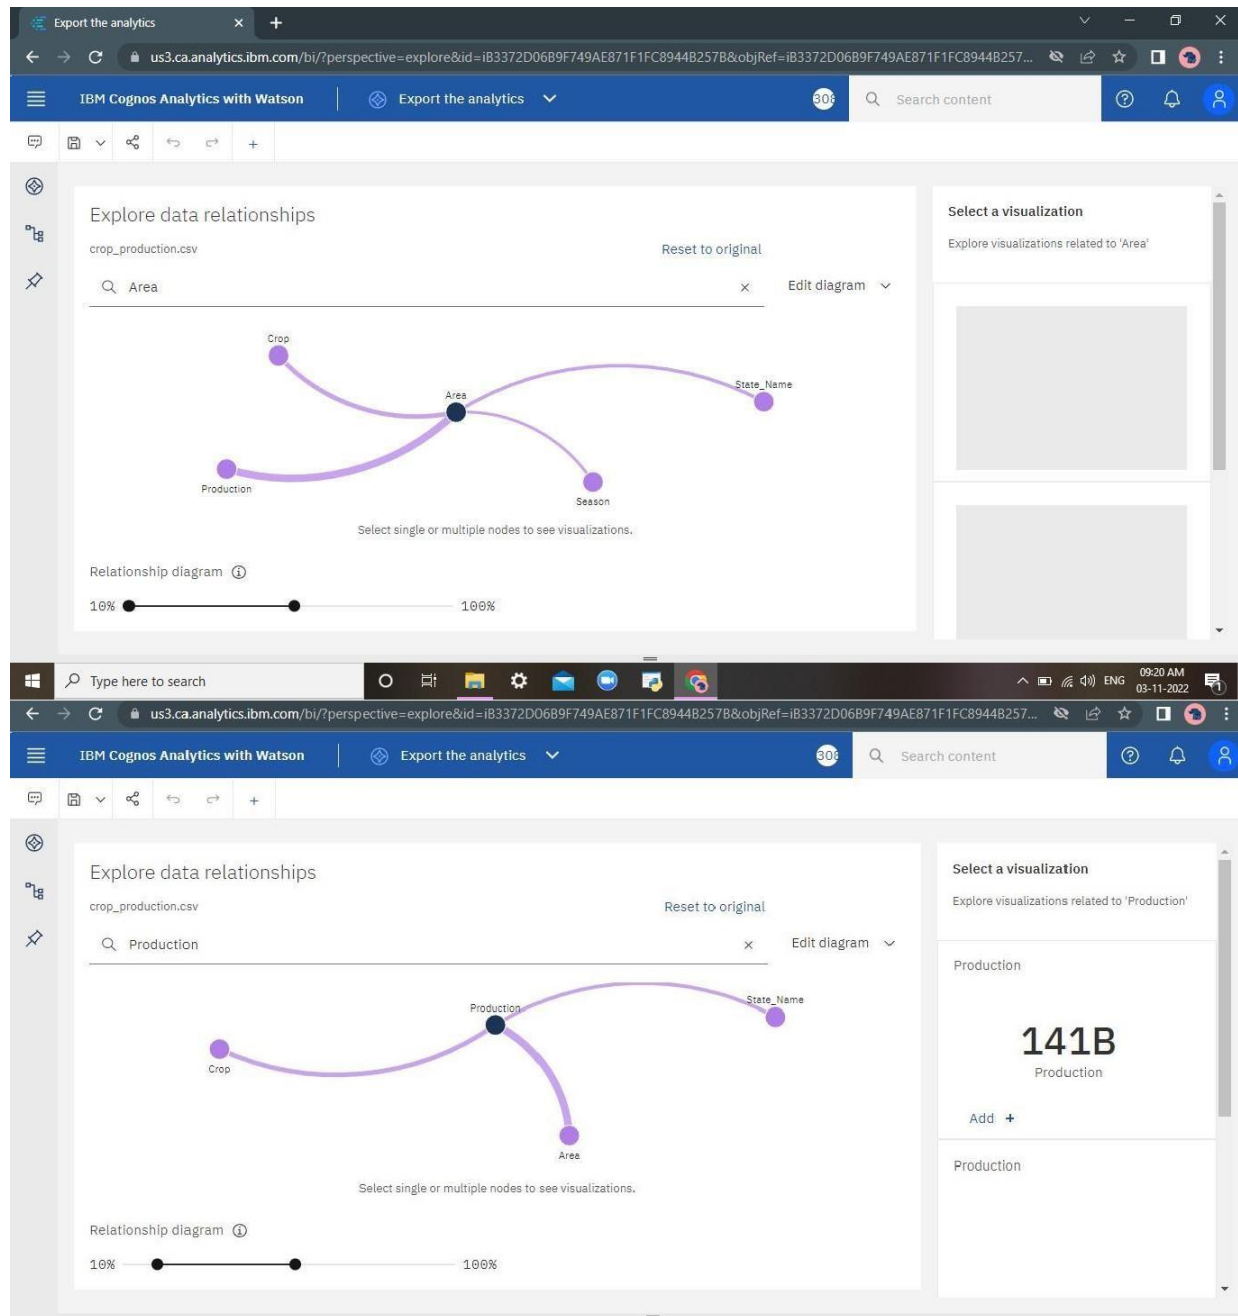 Export the analytics
us3.ca.analytics.ibm.com/bi/?perspective=explore&id=iB3372D06B9F749AE871F1FC8944B257B&objRef=iB3372D06B9F749AE871F1FC8944B257...
IBM Cognos Analytics with Watson
Export the analytics
308
Search content
Explore data relationships
crop_production.csv
Reset to original
Area
Edit diagram
Crop
Area
State_Name
Production
Season
Select single or multiple nodes to see visualizations.
Relationship diagram
10%
100%
Select a visualization
Explore visualizations related to 'Area'
Type here to search
ENG
09:20 AM
03-11-2022
1
us3.ca.analytics.ibm.com/bi/?perspective=explore&id=iB3372D06B9F749AE871F1FC8944B257B&objRef=iB3372D06B9F749AE871F1FC8944B257...
IBM Cognos Analytics with Watson
Export the analytics
308
Search content
Explore data relationships
crop_production.csv
Reset to original
Production
Edit diagram
Production
State_Name
Crop
Area
Select single or multiple nodes to see visualizations.
Relationship diagram
10%
100%
Select a visualization
Explore visualizations related to 'Production'
Production
141B
Production
Add +
Production